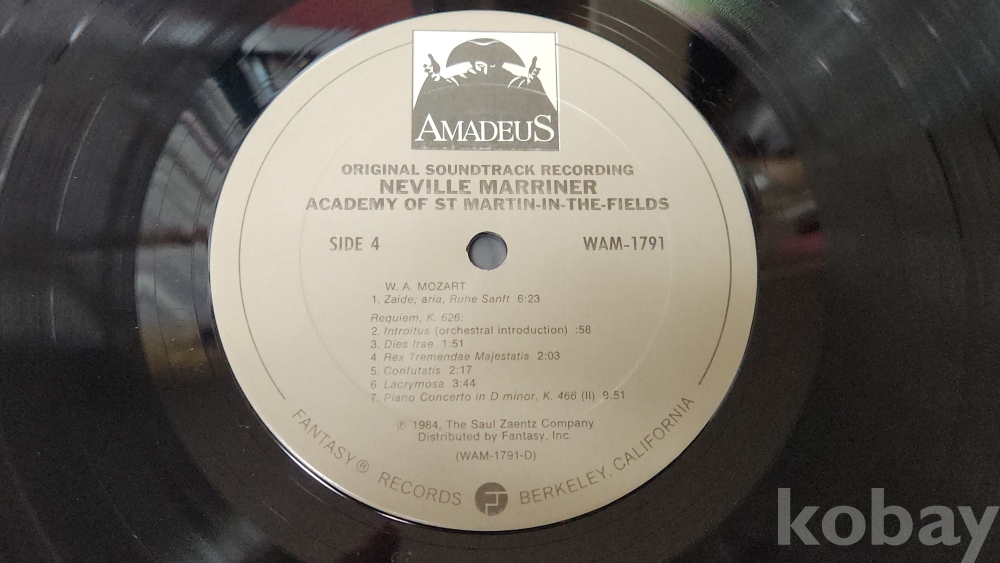 AMADEUS
ORIGINAL SOUNDTRACK RECORDING
NEVILLE MARRINER
ACADEMY OF ST MARTIN-IN-THE-FIELDS
SIDE 4 WAM-1791
W. A. MOZART
1. Zaide; aria, Ruhe Sanft 6:23
Requiem, K. 626:
2. Introitus (orchestral introduction) :58
3. Dies Irae 1:51
4. Rex Tremendae Majestatis 2:03
5. Confutatis 2:17
6. Lacrymosa 3:44
7. Piano Concerto in D minor, K. 466 (II) 9.51
℗ 1984, The Saul Zaentz Company
Distributed by Fantasy, Inc.
(WAM-1791-D)
FANTASY® RECORDS BERKELEY, CALIFORNIA
kobay